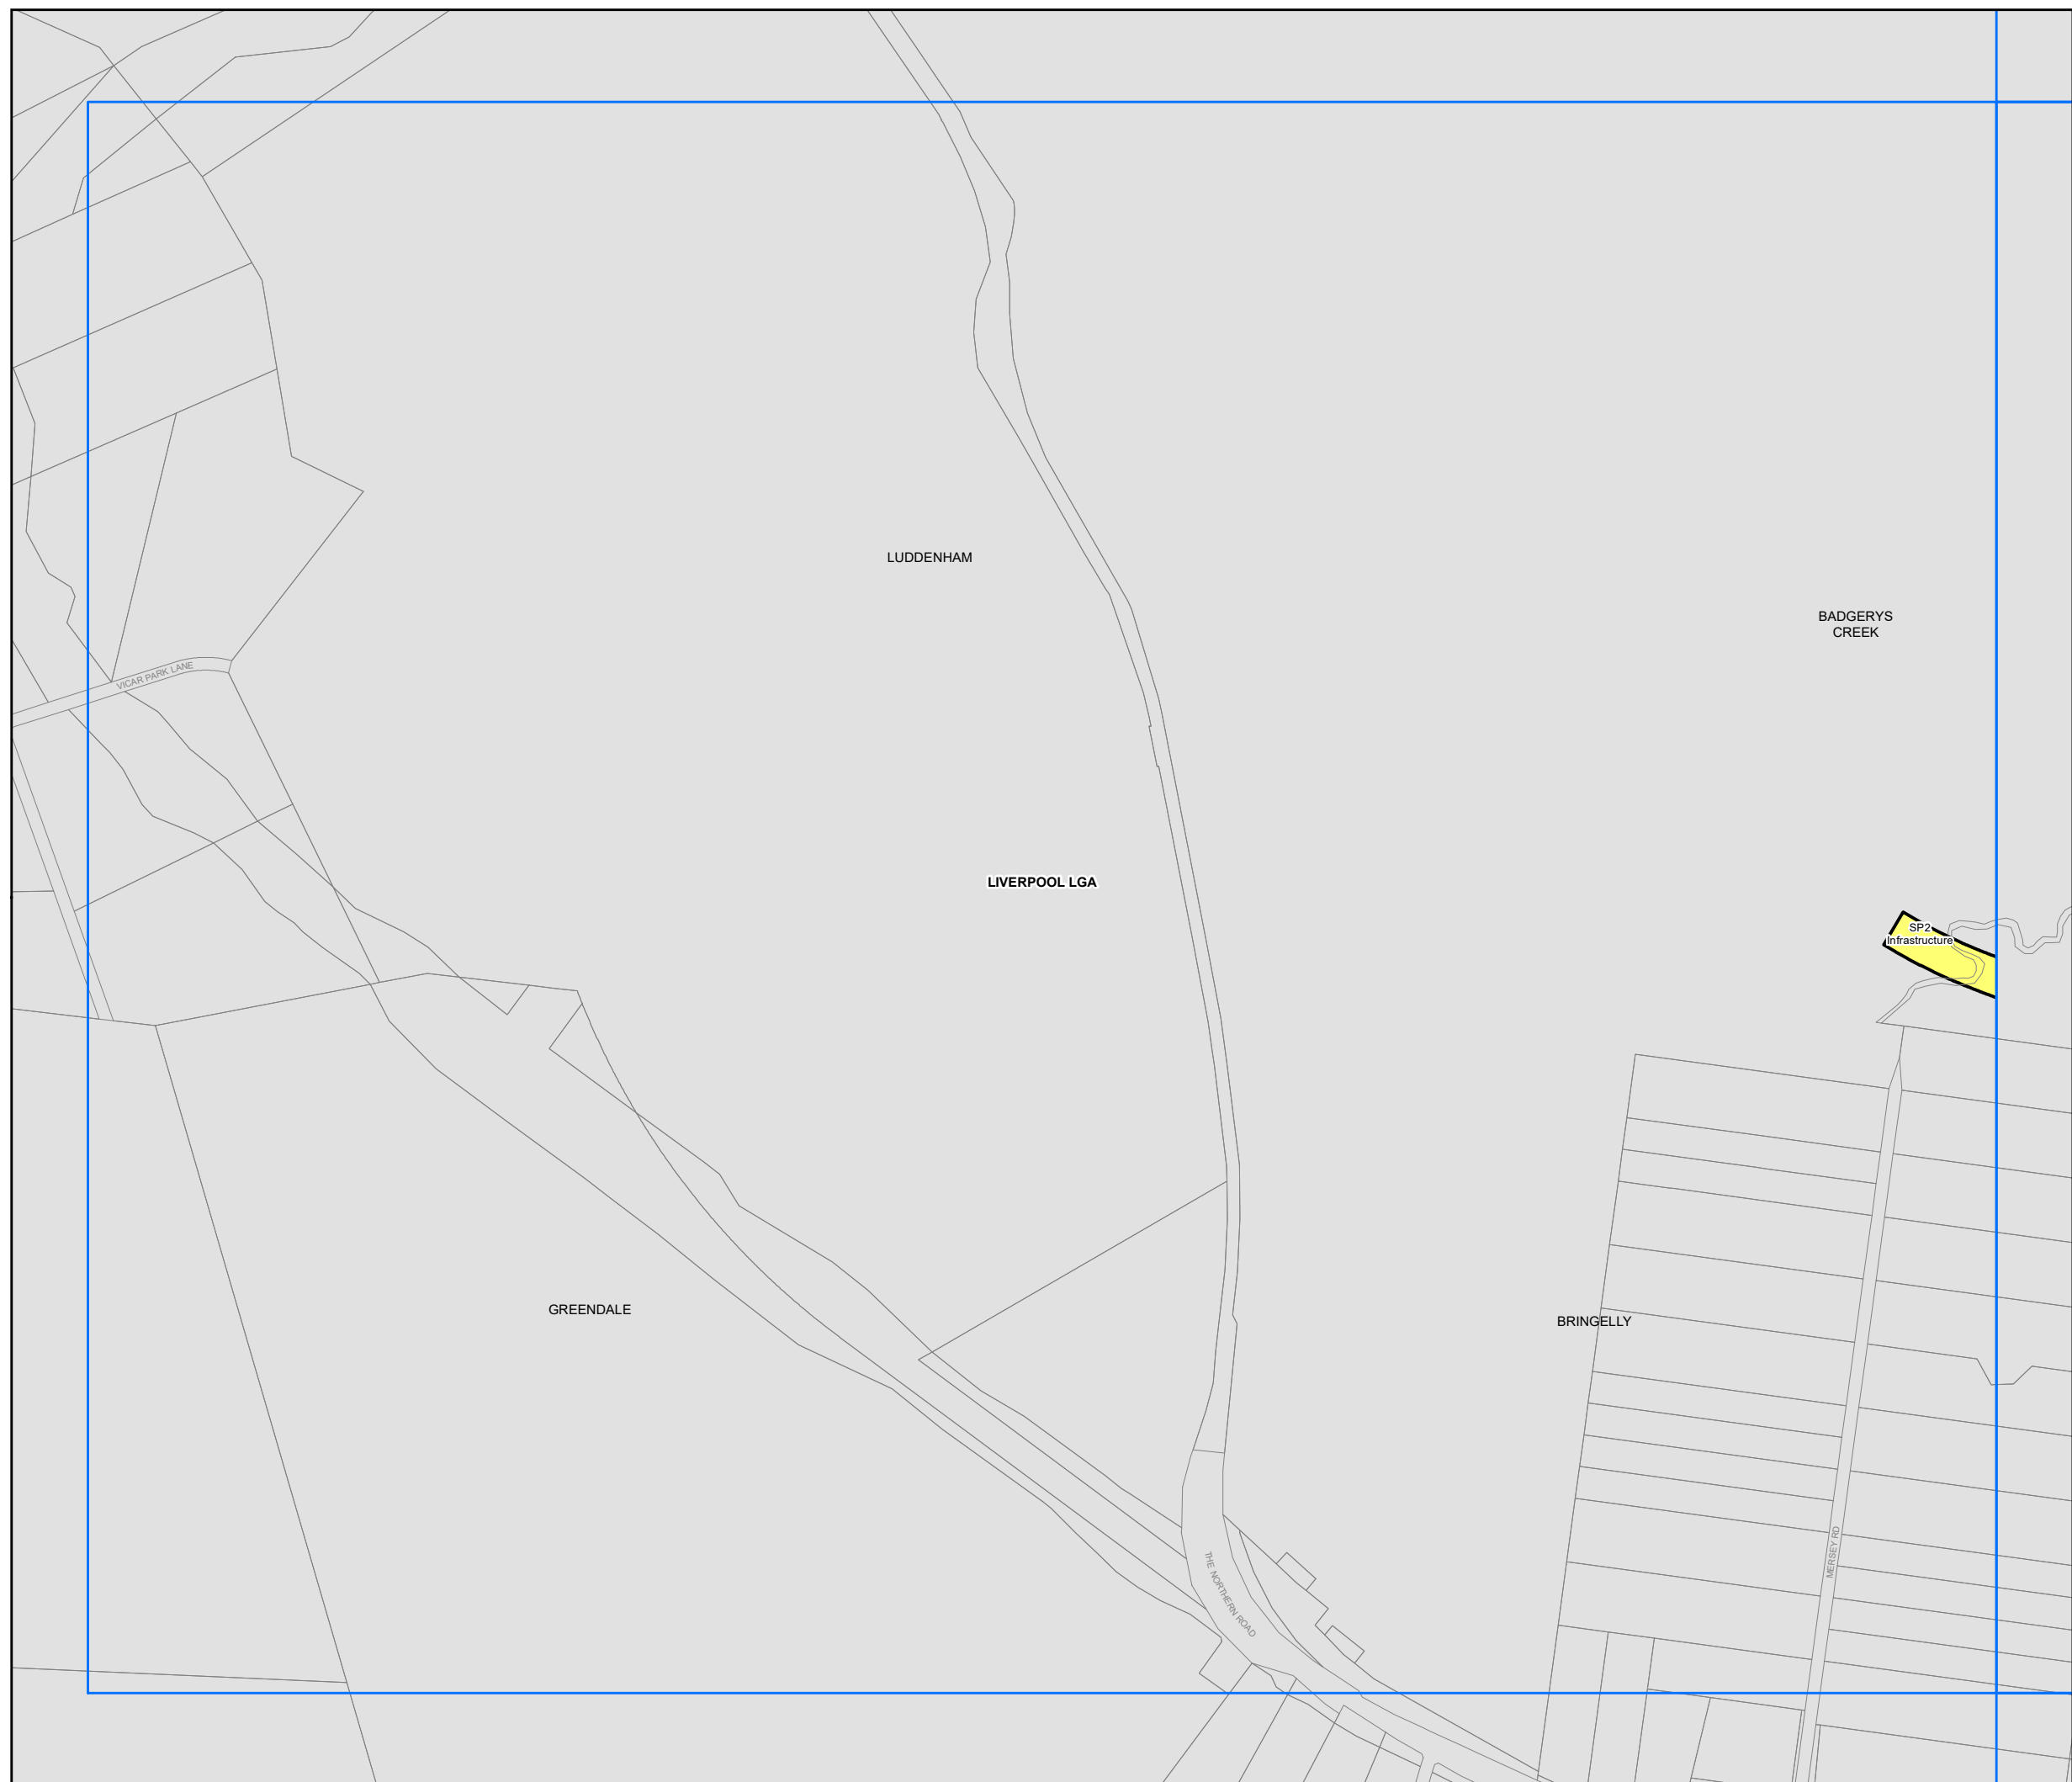 LUDDENHAM
BADGERYS
CREEK
VICAR PARK LANE
LIVERPOOL LGA
SP2
Infrastructure
GREENDALE
BRINGELLY
THE NORTHERN ROAD
MERSEY RD